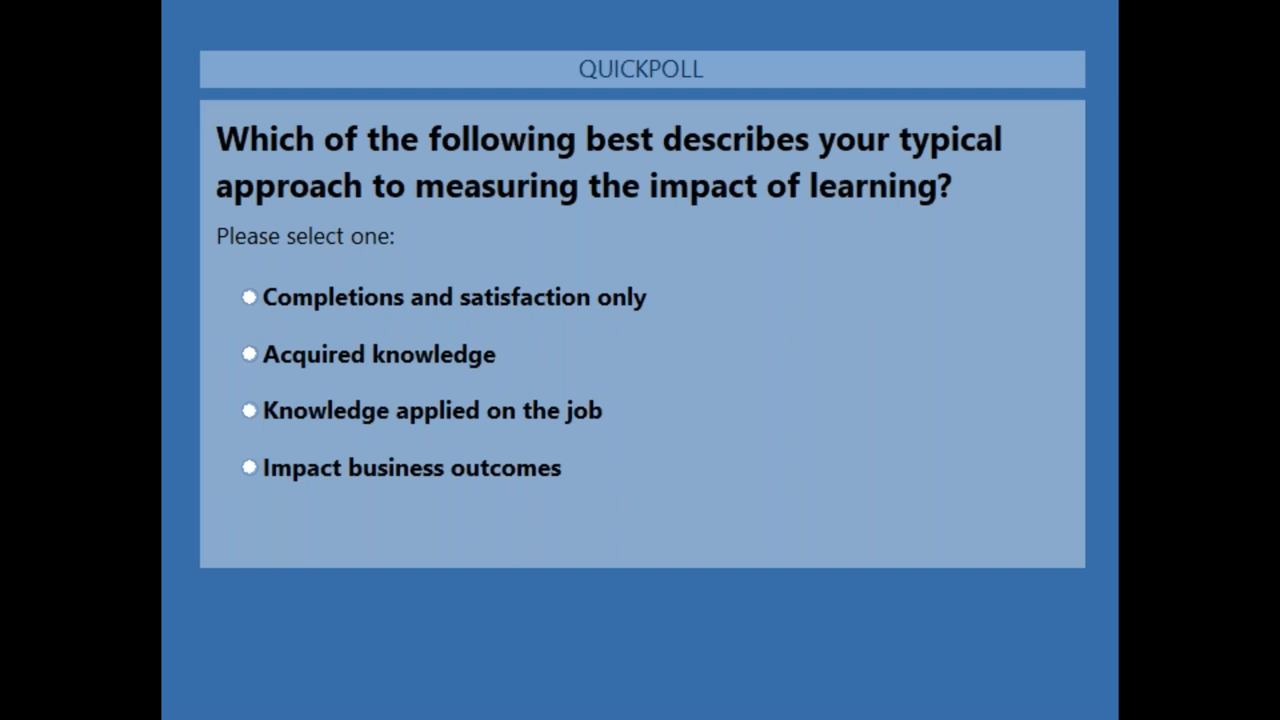 QUICKPOLL
Which of the following best describes your typical
approach to measuring the impact of learning?
Please select one:
Completions and satisfaction only
Acquired knowledge
Knowledge applied on the job
Impact business outcomes